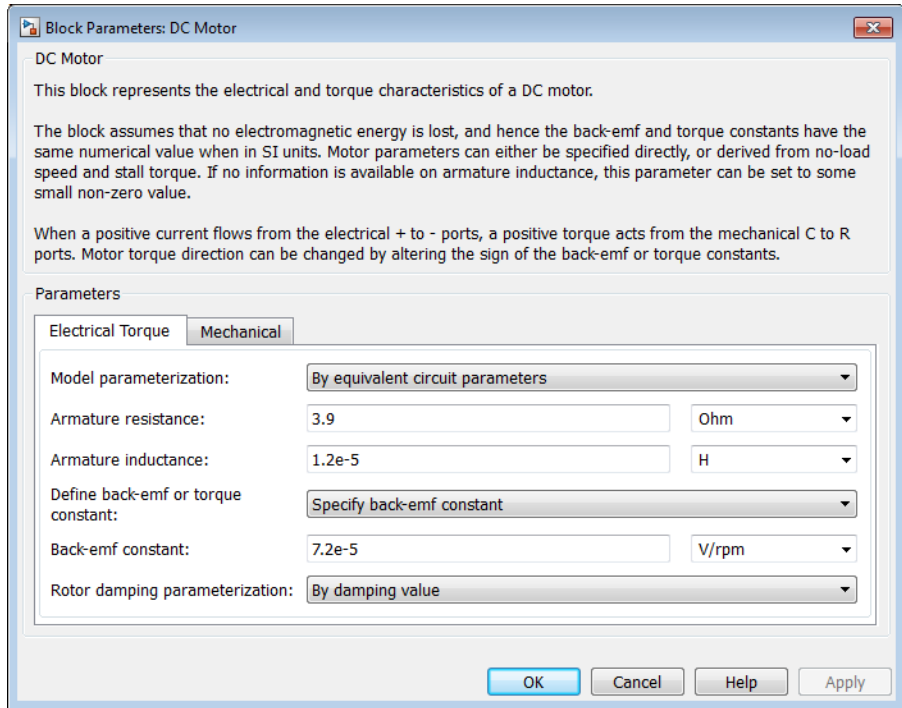 Block Parameters: DC Motor
DC Motor
This block represents the electrical and torque characteristics of a DC motor.
The block assumes that no electromagnetic energy is lost, and hence the back-emf and torque constants have the
same numerical value when in SI units. Motor parameters can either be specified directly, or derived from no-load
speed and stall torque. If no information is available on armature inductance, this parameter can be set to some
small non-zero value.
When a positive current flows from the electrical + to - ports, a positive torque acts from the mechanical C to R
ports. Motor torque direction can be changed by altering the sign of the back-emf or torque constants.
Parameters
Electrical Torque Mechanical
Model parameterization: By equivalent circuit parameters
Armature resistance: 3.9 Ohm
Armature inductance: 1.2e-5 H
Define back-emf or torque
constant: Specify back-emf constant
Back-emf constant: 7.2e-5 V/rpm
Rotor damping parameterization: By damping value
OK Cancel Help Apply